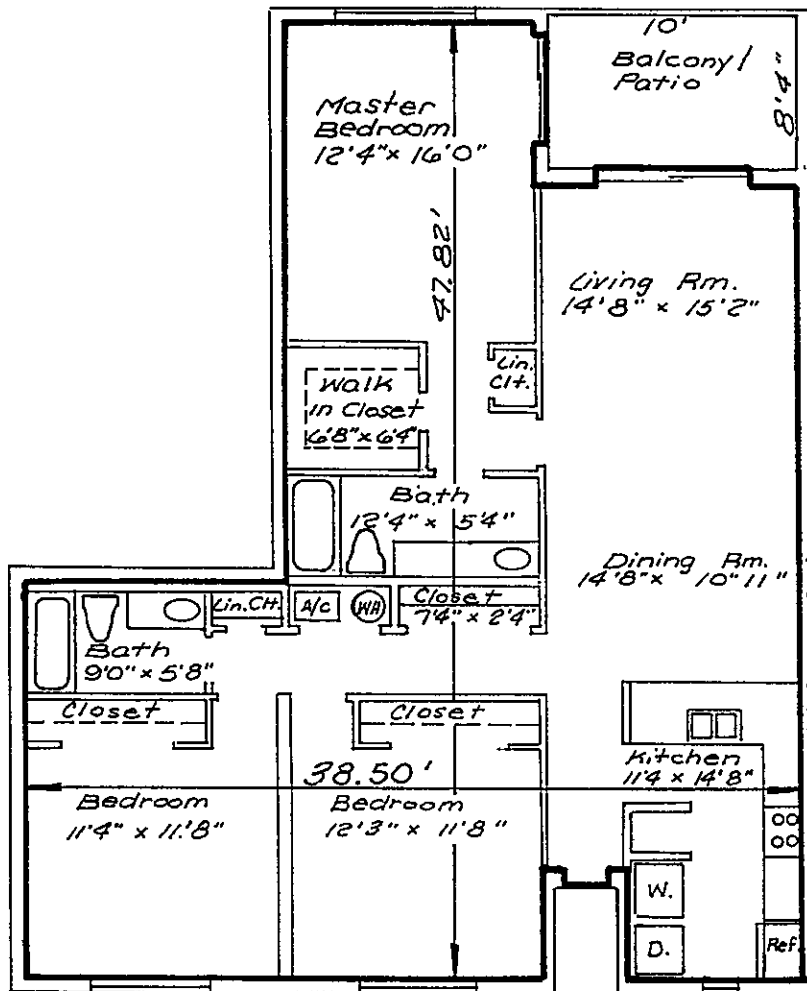 10'
Balcony/
Patio
8'4"
Master
Bedroom
12'4" x 16'0"
47.82'
Living Rm.
14'8" x 15'2"
Lin.
Clt.
Walk
in Closet
6'8" x 6'4"
Bath
12'4" x 5'4"
Dining Rm.
14'8" x 10"11"
Lin. Clt.
A/C
WH
Closet
7'4" x 2'4"
Bath
9'0" x 5'8"
Closet
Closet
Kitchen
11'4 x 14'8"
38.50'
Bedroom
11'4" x 11'8"
Bedroom
12'3" x 11'8"
W.
D.
Ref